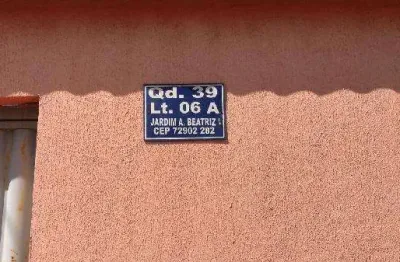 Qd. 39
Lt. 06 A
JARDIM A. BEATRIZ
CEP 72902 282